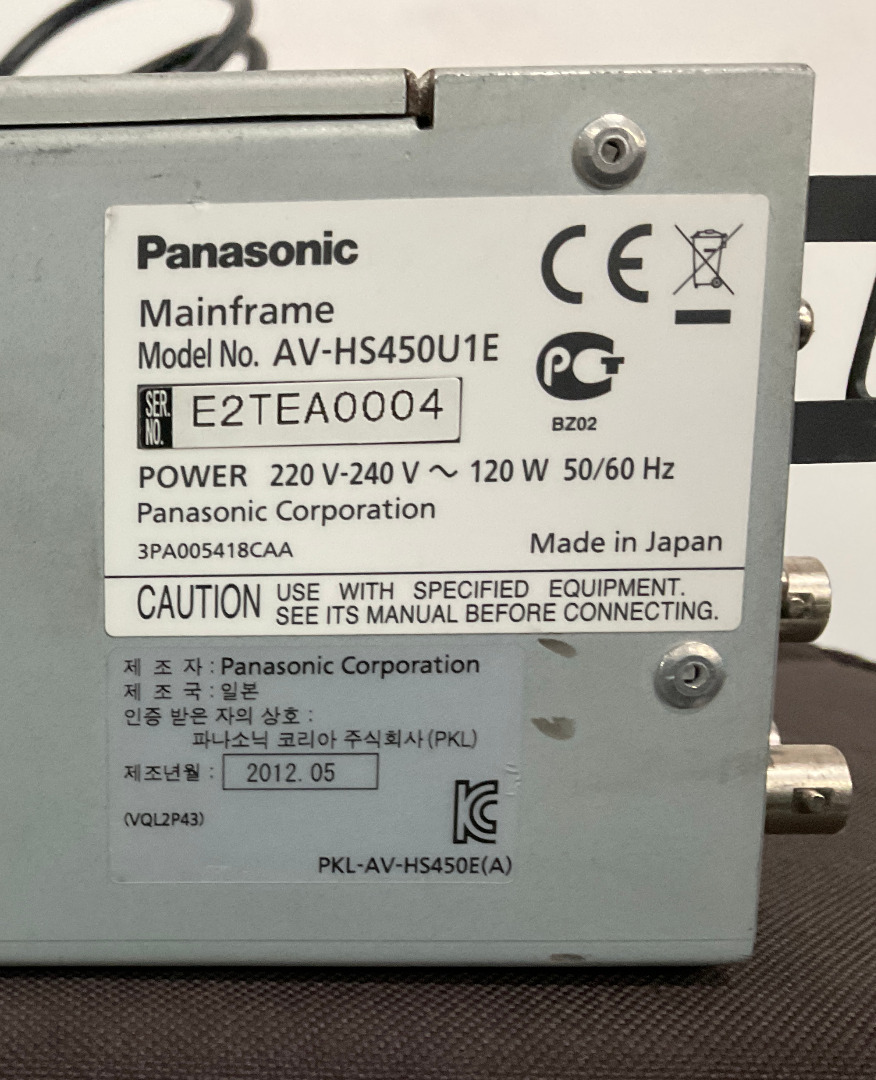 Panasonic
CE
Mainframe
Model No. AV-HS450U1E
SER. NO. E2TEA0004
PCT
BZ02
POWER 220 V-240 V ～ 120 W 50/60 Hz
Panasonic Corporation
3PA005418CAA Made in Japan
CAUTION USE WITH SPECIFIED EQUIPMENT.
SEE ITS MANUAL BEFORE CONNECTING.
제 조 자 : Panasonic Corporation
제 조 국 : 일본
인증 받은 자의 상호 :
파나소닉 코리아 주식회사 (PKL)
제조년월 : 2012. 05
(VQL2P43)
KC
PKL-AV-HS450E(A)